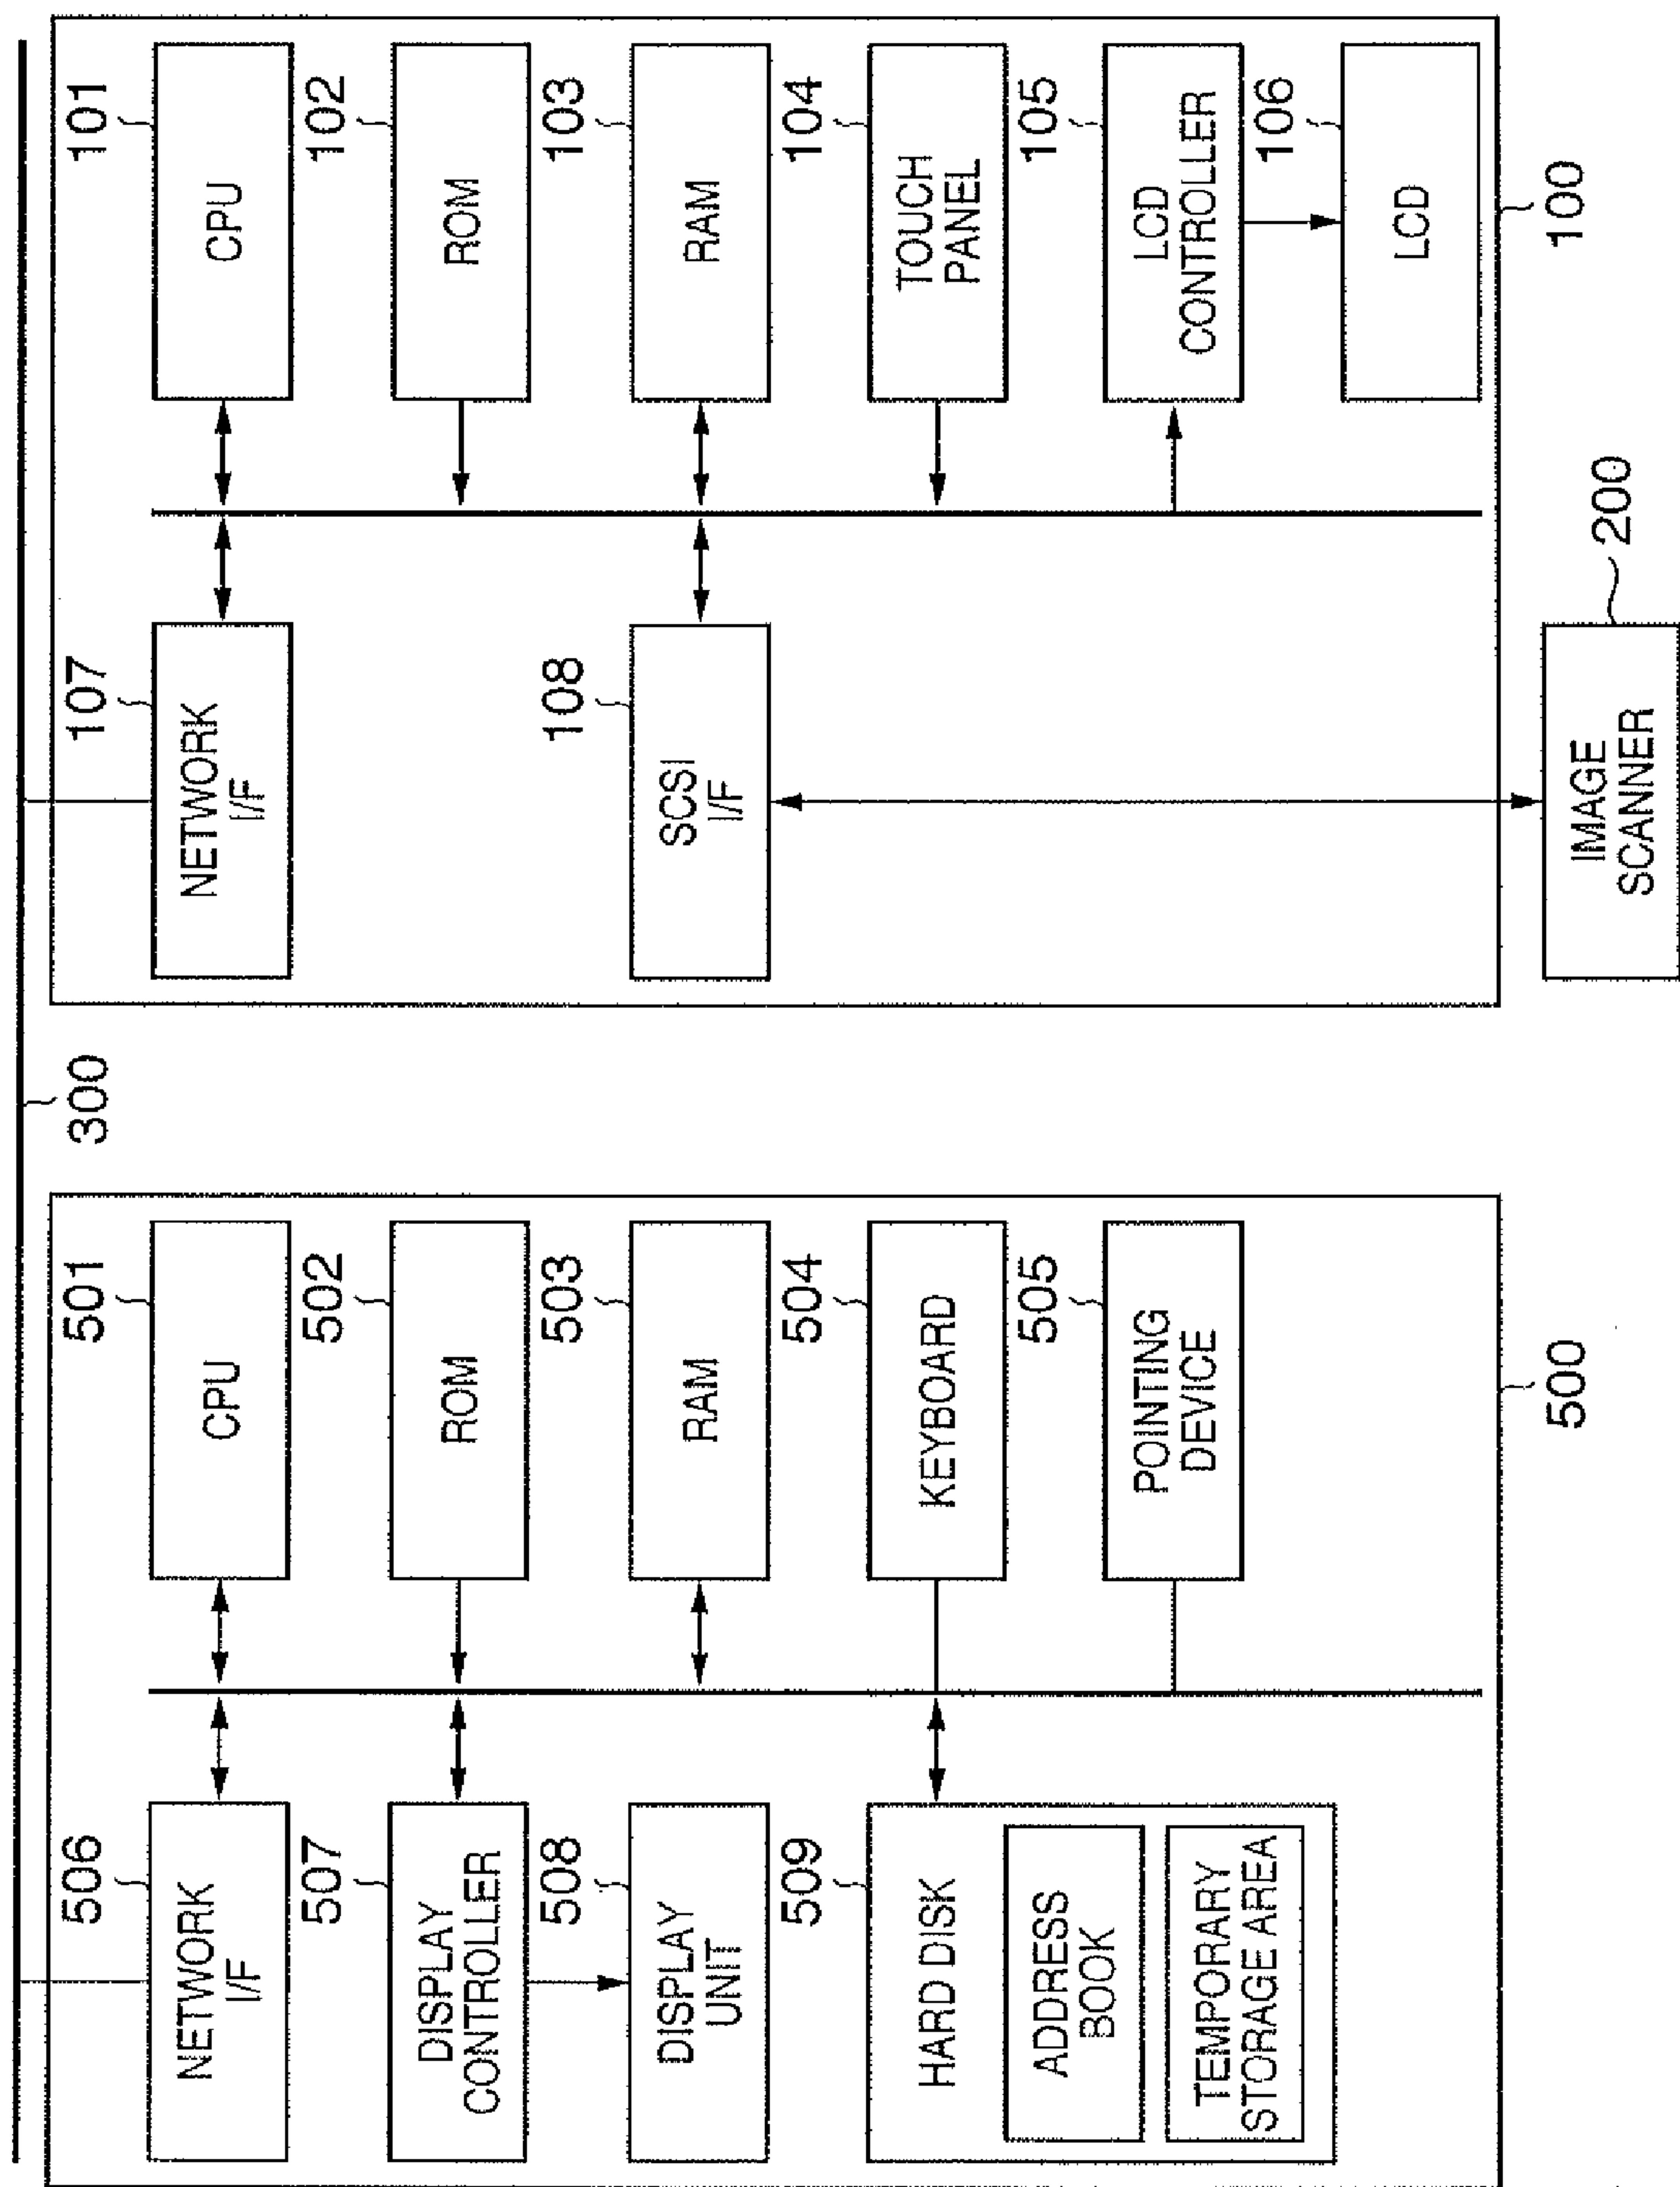 300
506
NETWORK
I/F
501
CPU
507
DISPLAY
CONTROLLER
502
ROM
508
DISPLAY
UNIT
503
RAM
509
HARD DISK
504
KEYBOARD
ADDRESS
BOOK
505
POINTING
DEVICE
TEMPORARY
STORAGE AREA
500
107
NETWORK
I/F
101
CPU
102
ROM
108
SCSI
I/F
103
RAM
104
TOUCH
PANEL
105
LCD
CONTROLLER
106
LCD
100
200
IMAGE
SCANNER